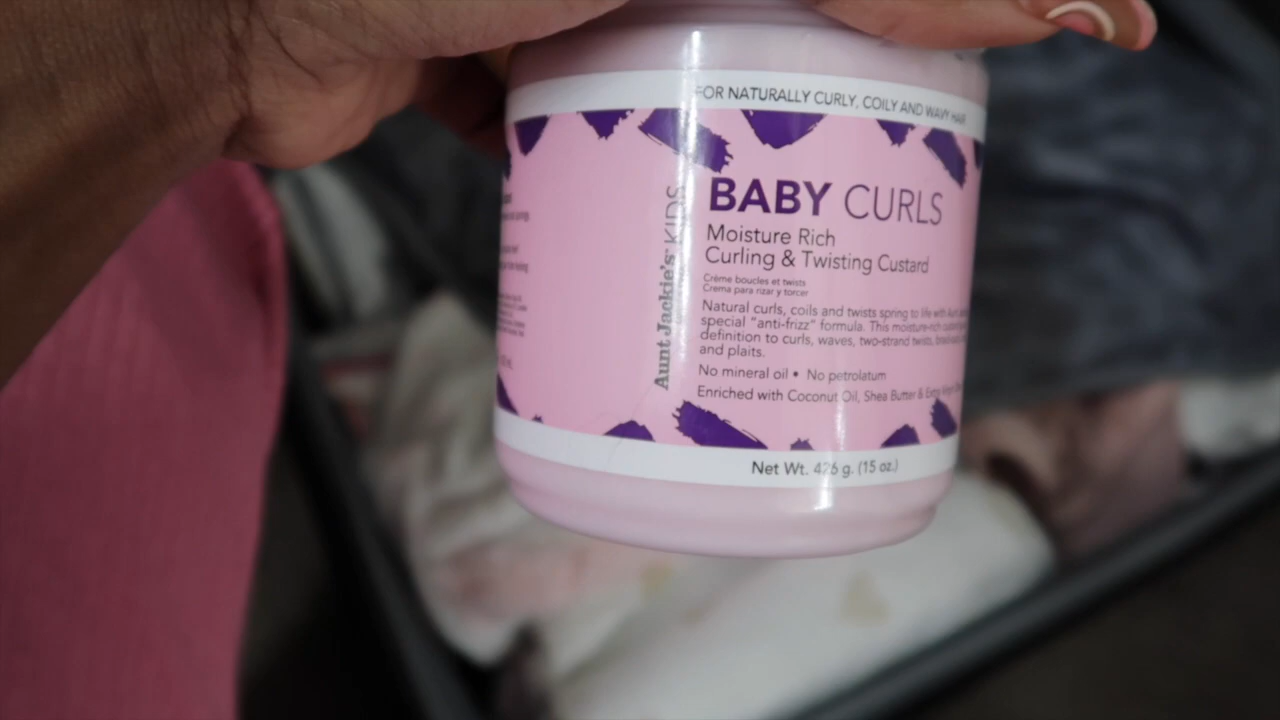 FOR NATURALLY CURLY, COILY AND WAVY HAIR
BABY CURLS
Aunt Jackie's KIDS
Moisture Rich
Curling & Twisting Custard
Crème boucles et twists
Crema para rizar y torcer
Natural curls, coils and twists spring to life with Aunt
special "anti-frizz" formula. This moisture-rich
definition to curls, waves, two-strand twists,
and plaits.
No mineral oil • No petrolatum
Enriched with Coconut Oil, Shea Butter & Extra Virgin
Net Wt. 426 g. (15 oz.)